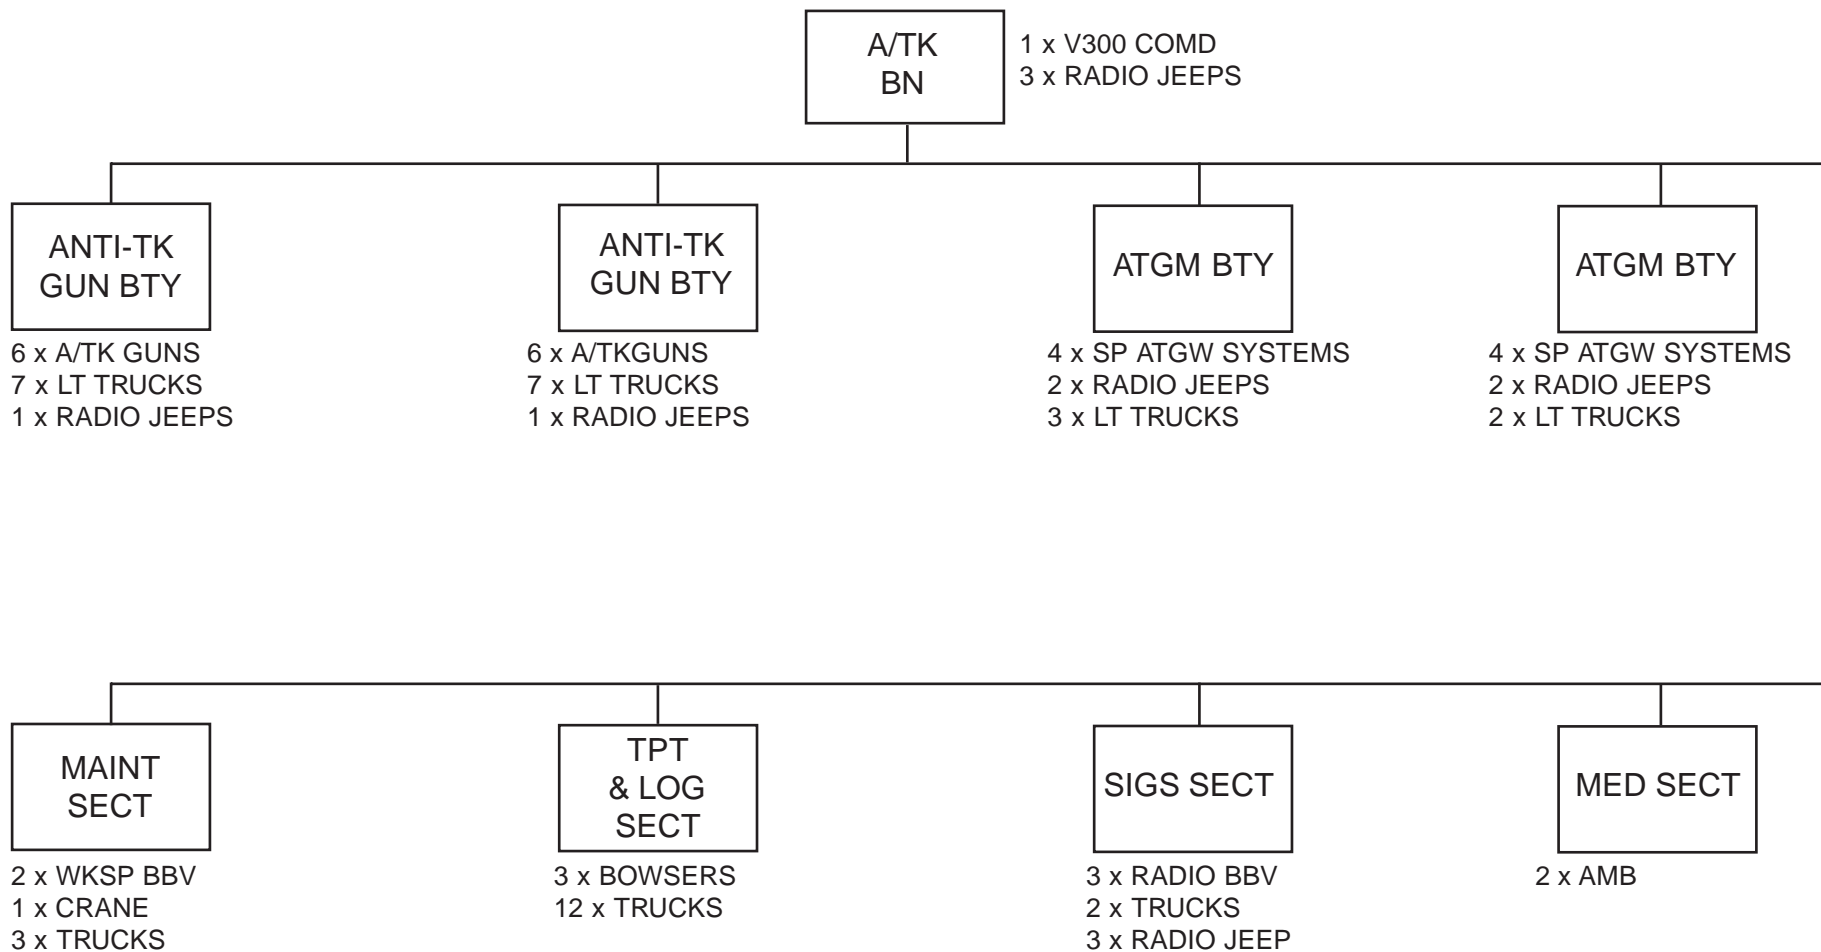 A/TK
BN
1 x V300 COMD
3 x RADIO JEEPS
ANTI-TK
GUN BTY
6 x A/TK GUNS
7 x LT TRUCKS
1 x RADIO JEEPS
ANTI-TK
GUN BTY
6 x A/TKGUNS
7 x LT TRUCKS
1 x RADIO JEEPS
ATGM BTY
4 x SP ATGW SYSTEMS
2 x RADIO JEEPS
3 x LT TRUCKS
ATGM BTY
4 x SP ATGW SYSTEMS
2 x RADIO JEEPS
2 x LT TRUCKS
MAINT
SECT
2 x WKSP BBV
1 x CRANE
3 x TRUCKS
TPT
& LOG
SECT
3 x BOWSERS
12 x TRUCKS
SIGS SECT
3 x RADIO BBV
2 x TRUCKS
3 x RADIO JEEP
MED SECT
2 x AMB